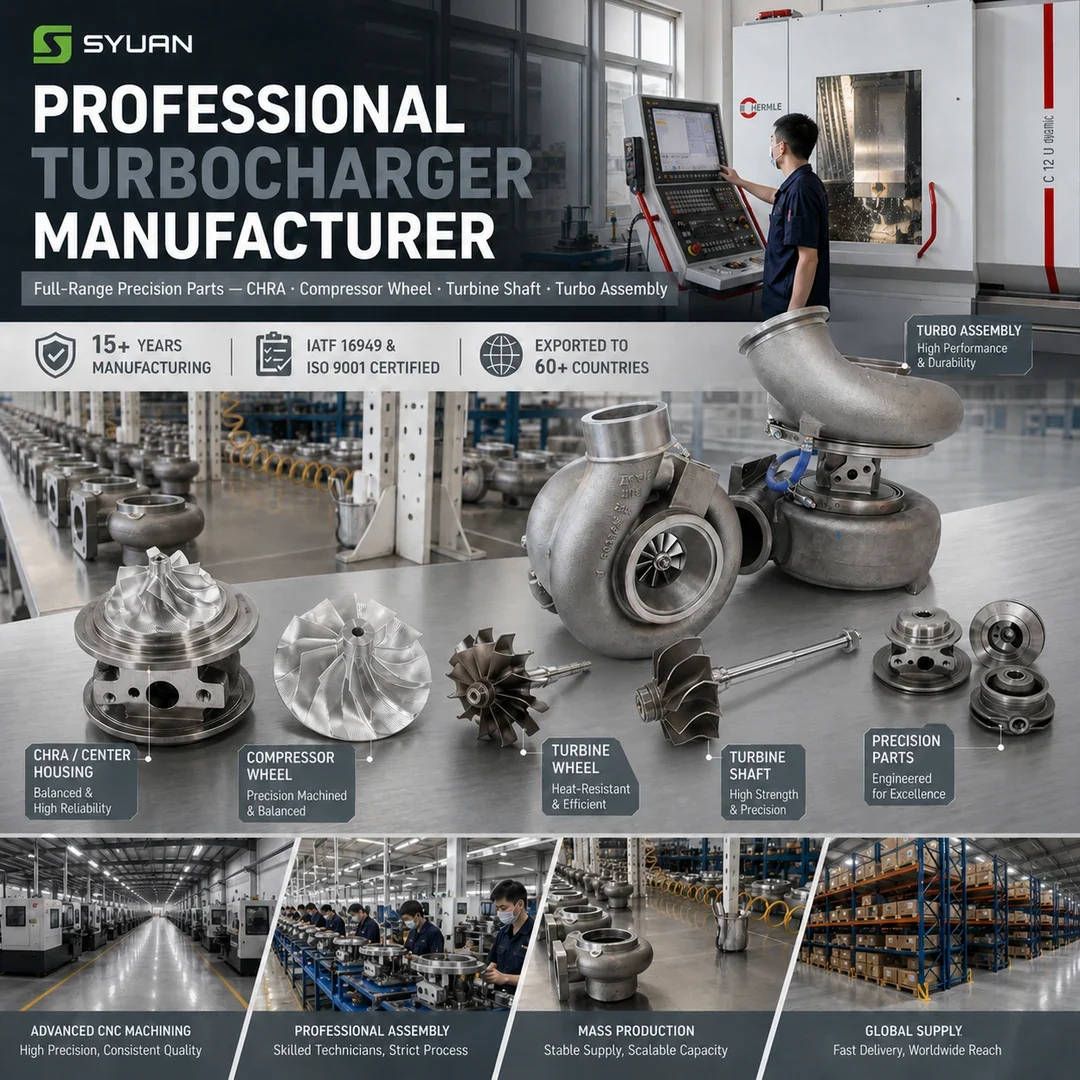 SYUAN
PROFESSIONAL
TURBOCHARGER
MANUFACTURER
Full-Range Precision Parts — CHRA · Compressor Wheel · Turbine Shaft · Turbo Assembly
HERMLE
C 12 U dynamic
15+ YEARS
MANUFACTURING
IATF 16949 &
ISO 9001 CERTIFIED
EXPORTED TO
60+ COUNTRIES
TURBO ASSEMBLY
High Performance
& Durability
CHRA / CENTER
HOUSING
Balanced &
High Reliability
COMPRESSOR
WHEEL
Precision Machined
& Balanced
TURBINE
WHEEL
Heat-Resistant
& Efficient
TURBINE
SHAFT
High Strength
& Precision
PRECISION
PARTS
Engineered
for Excellence
ADVANCED CNC MACHINING
High Precision, Consistent Quality
PROFESSIONAL ASSEMBLY
Skilled Technicians, Strict Process
MASS PRODUCTION
Stable Supply, Scalable Capacity
GLOBAL SUPPLY
Fast Delivery, Worldwide Reach